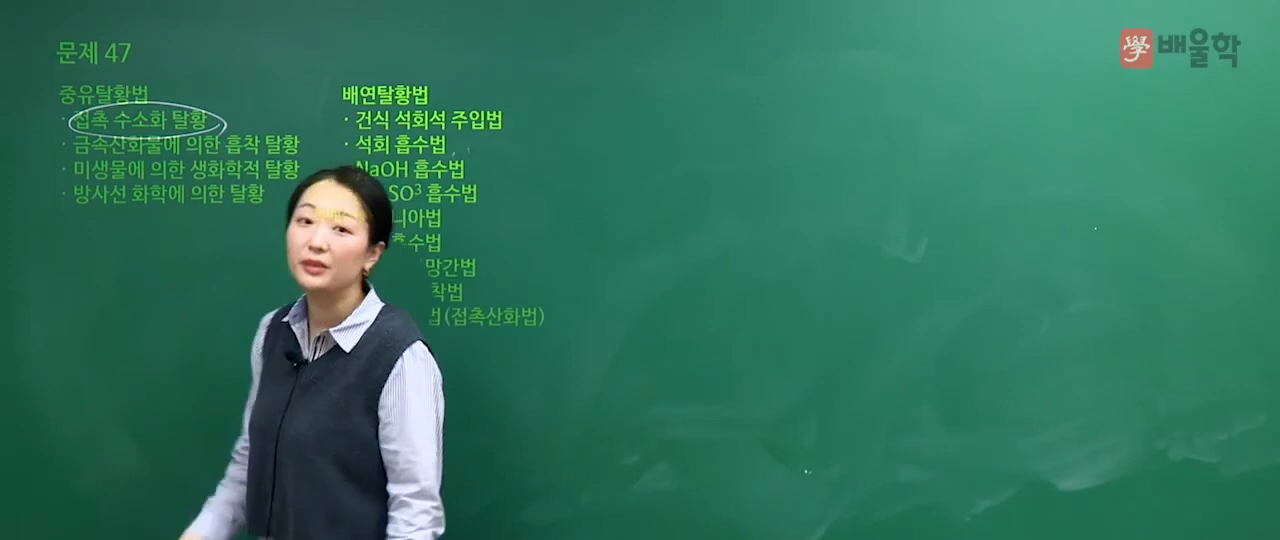 문제 47
중유탈황법
· 접촉 수소화 탈황
· 금속산화물에 의한 흡착 탈황
· 미생물에 의한 생화학적 탈황
· 방사선 화학에 의한 탈황
배연탈황법
· 건식 석회석 주입법
· 석회 흡수법
NaOH 흡수법
SO³ 흡수법
니아법
흡수법
망간법
착법
법(접촉산화법)
學 배울학